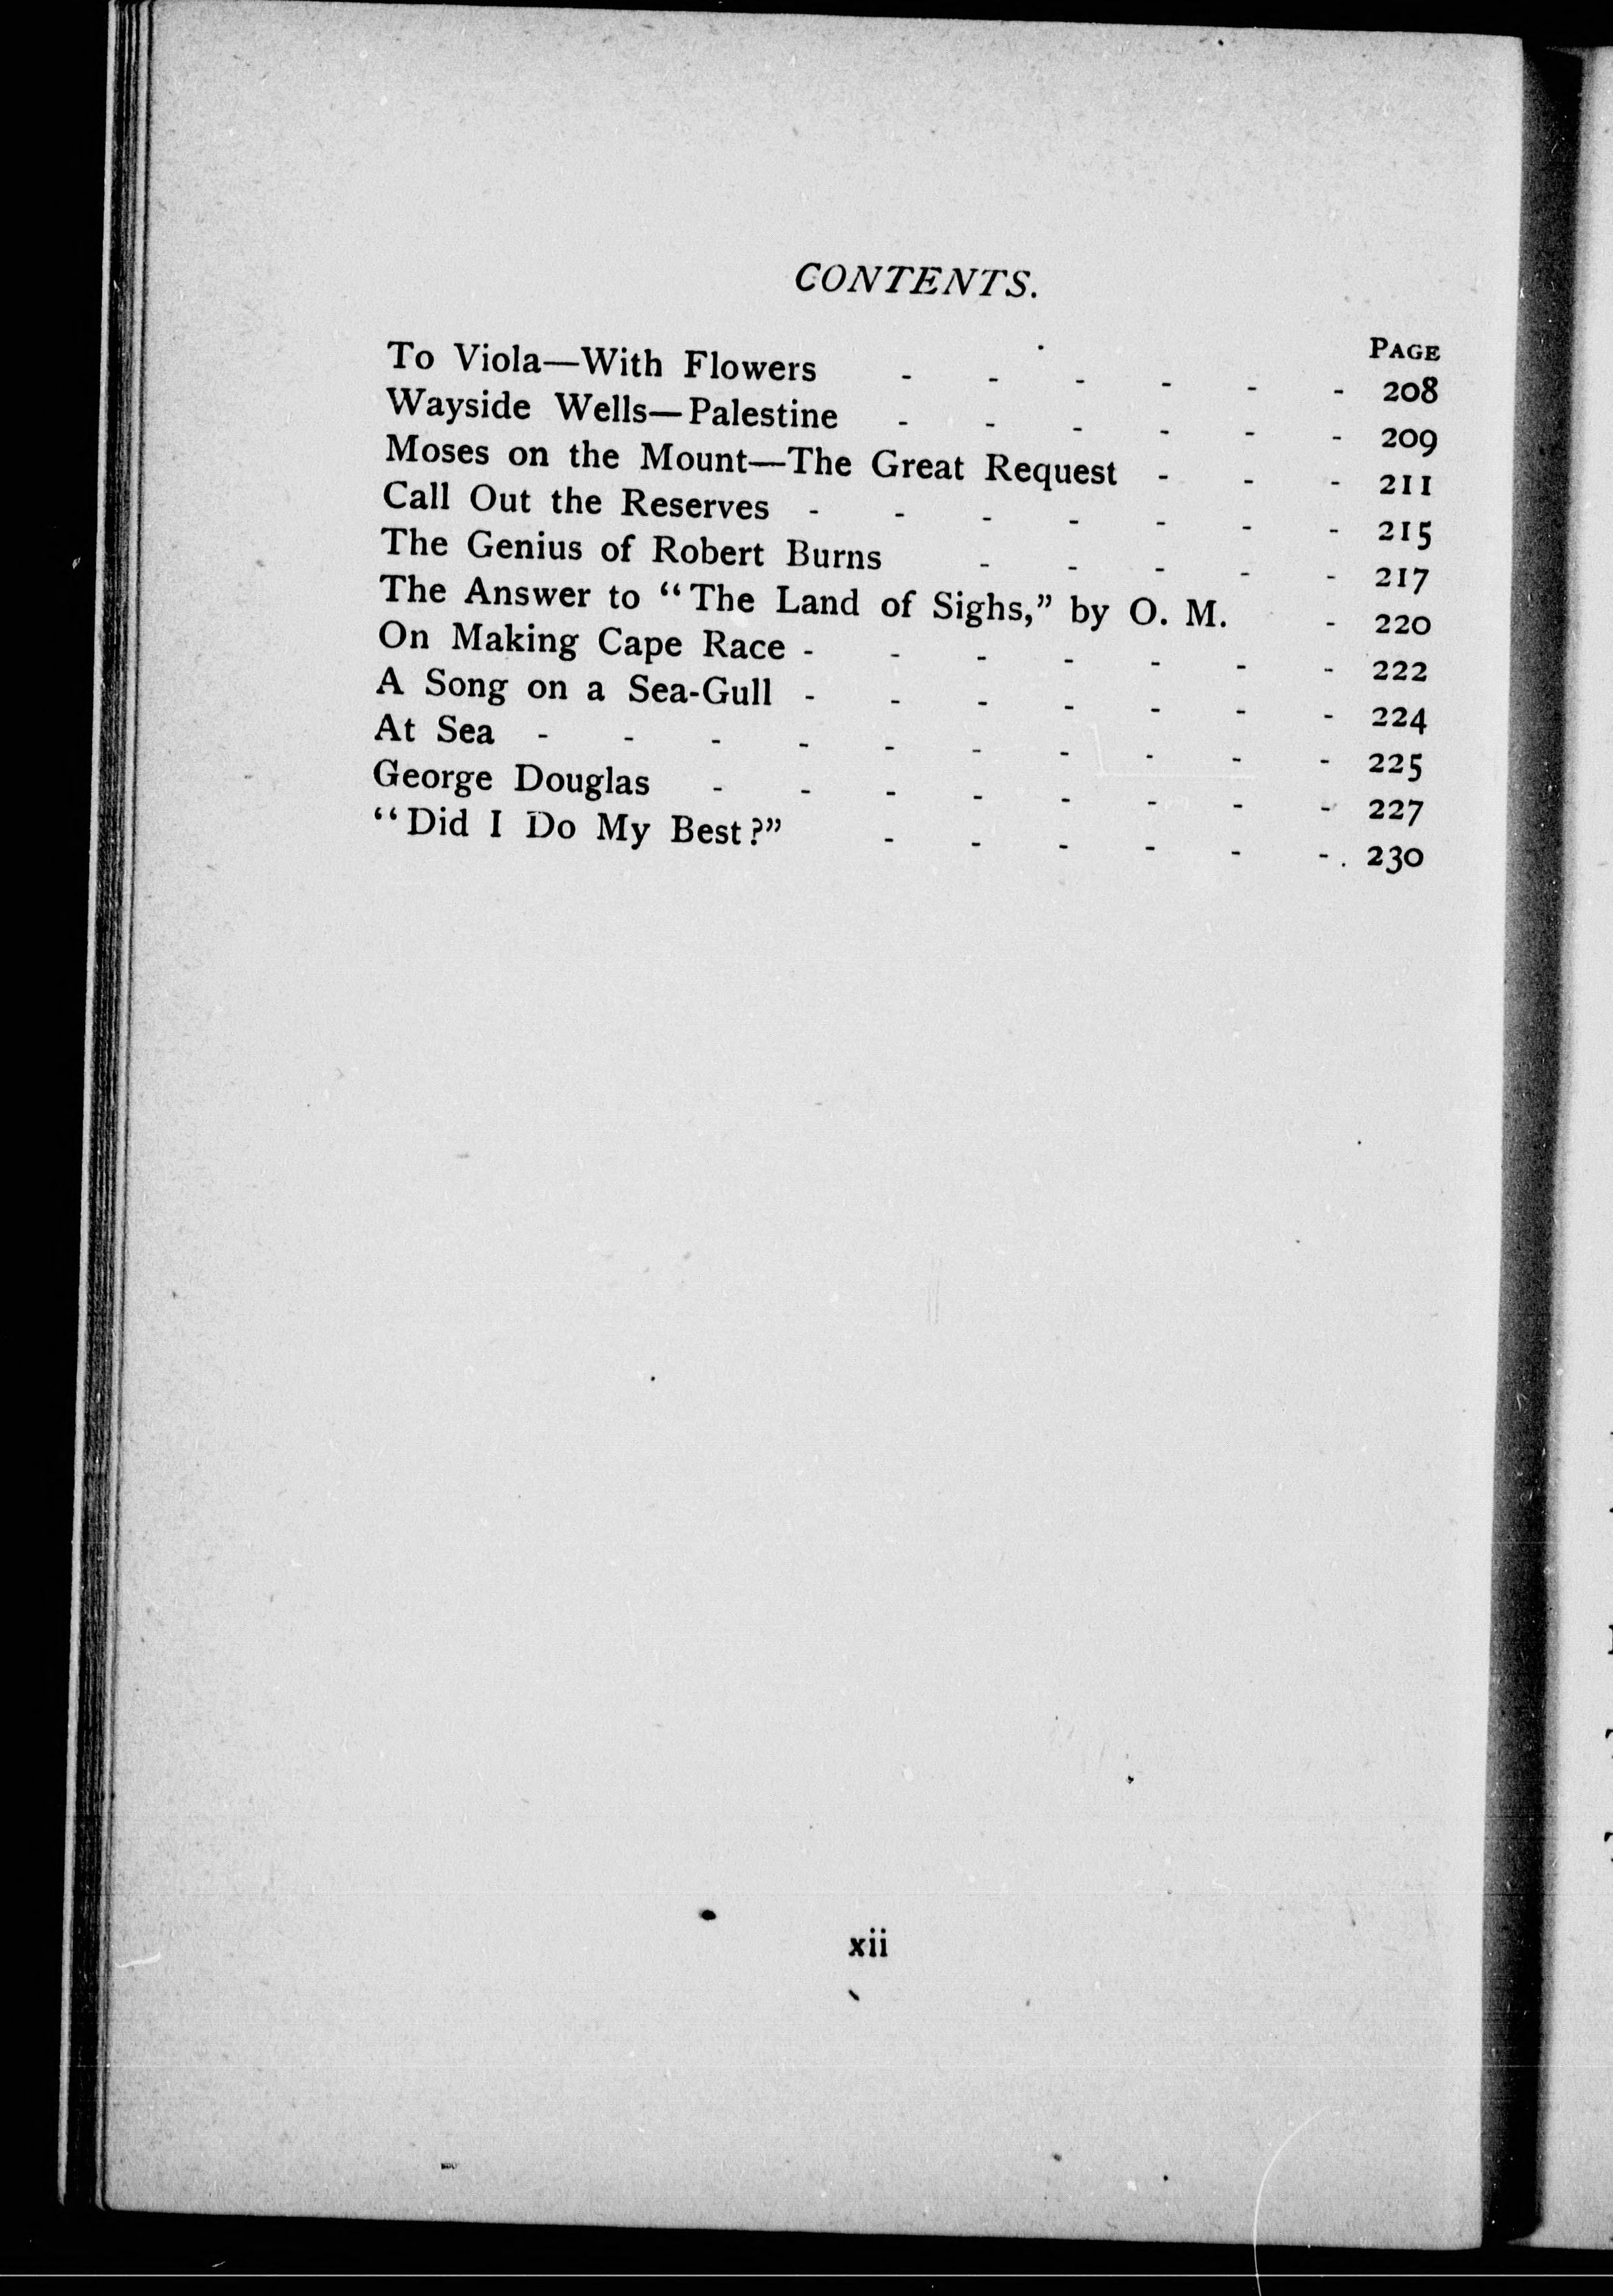 CONTENTS.
PAGE
To Viola—With Flowers - - - - - - 208
Wayside Wells—Palestine - - - - - - 209
Moses on the Mount—The Great Request - - - 211
Call Out the Reserves - - - - - - - 215
The Genius of Robert Burns - - - - - 217
The Answer to “The Land of Sighs,” by O. M. - 220
On Making Cape Race - - - - - - - 222
A Song on a Sea-Gull - - - - - - - 224
At Sea - - - - - - - - - - 225
George Douglas - - - - - - - - 227
“Did I Do My Best?” - - - - - - 230
xii